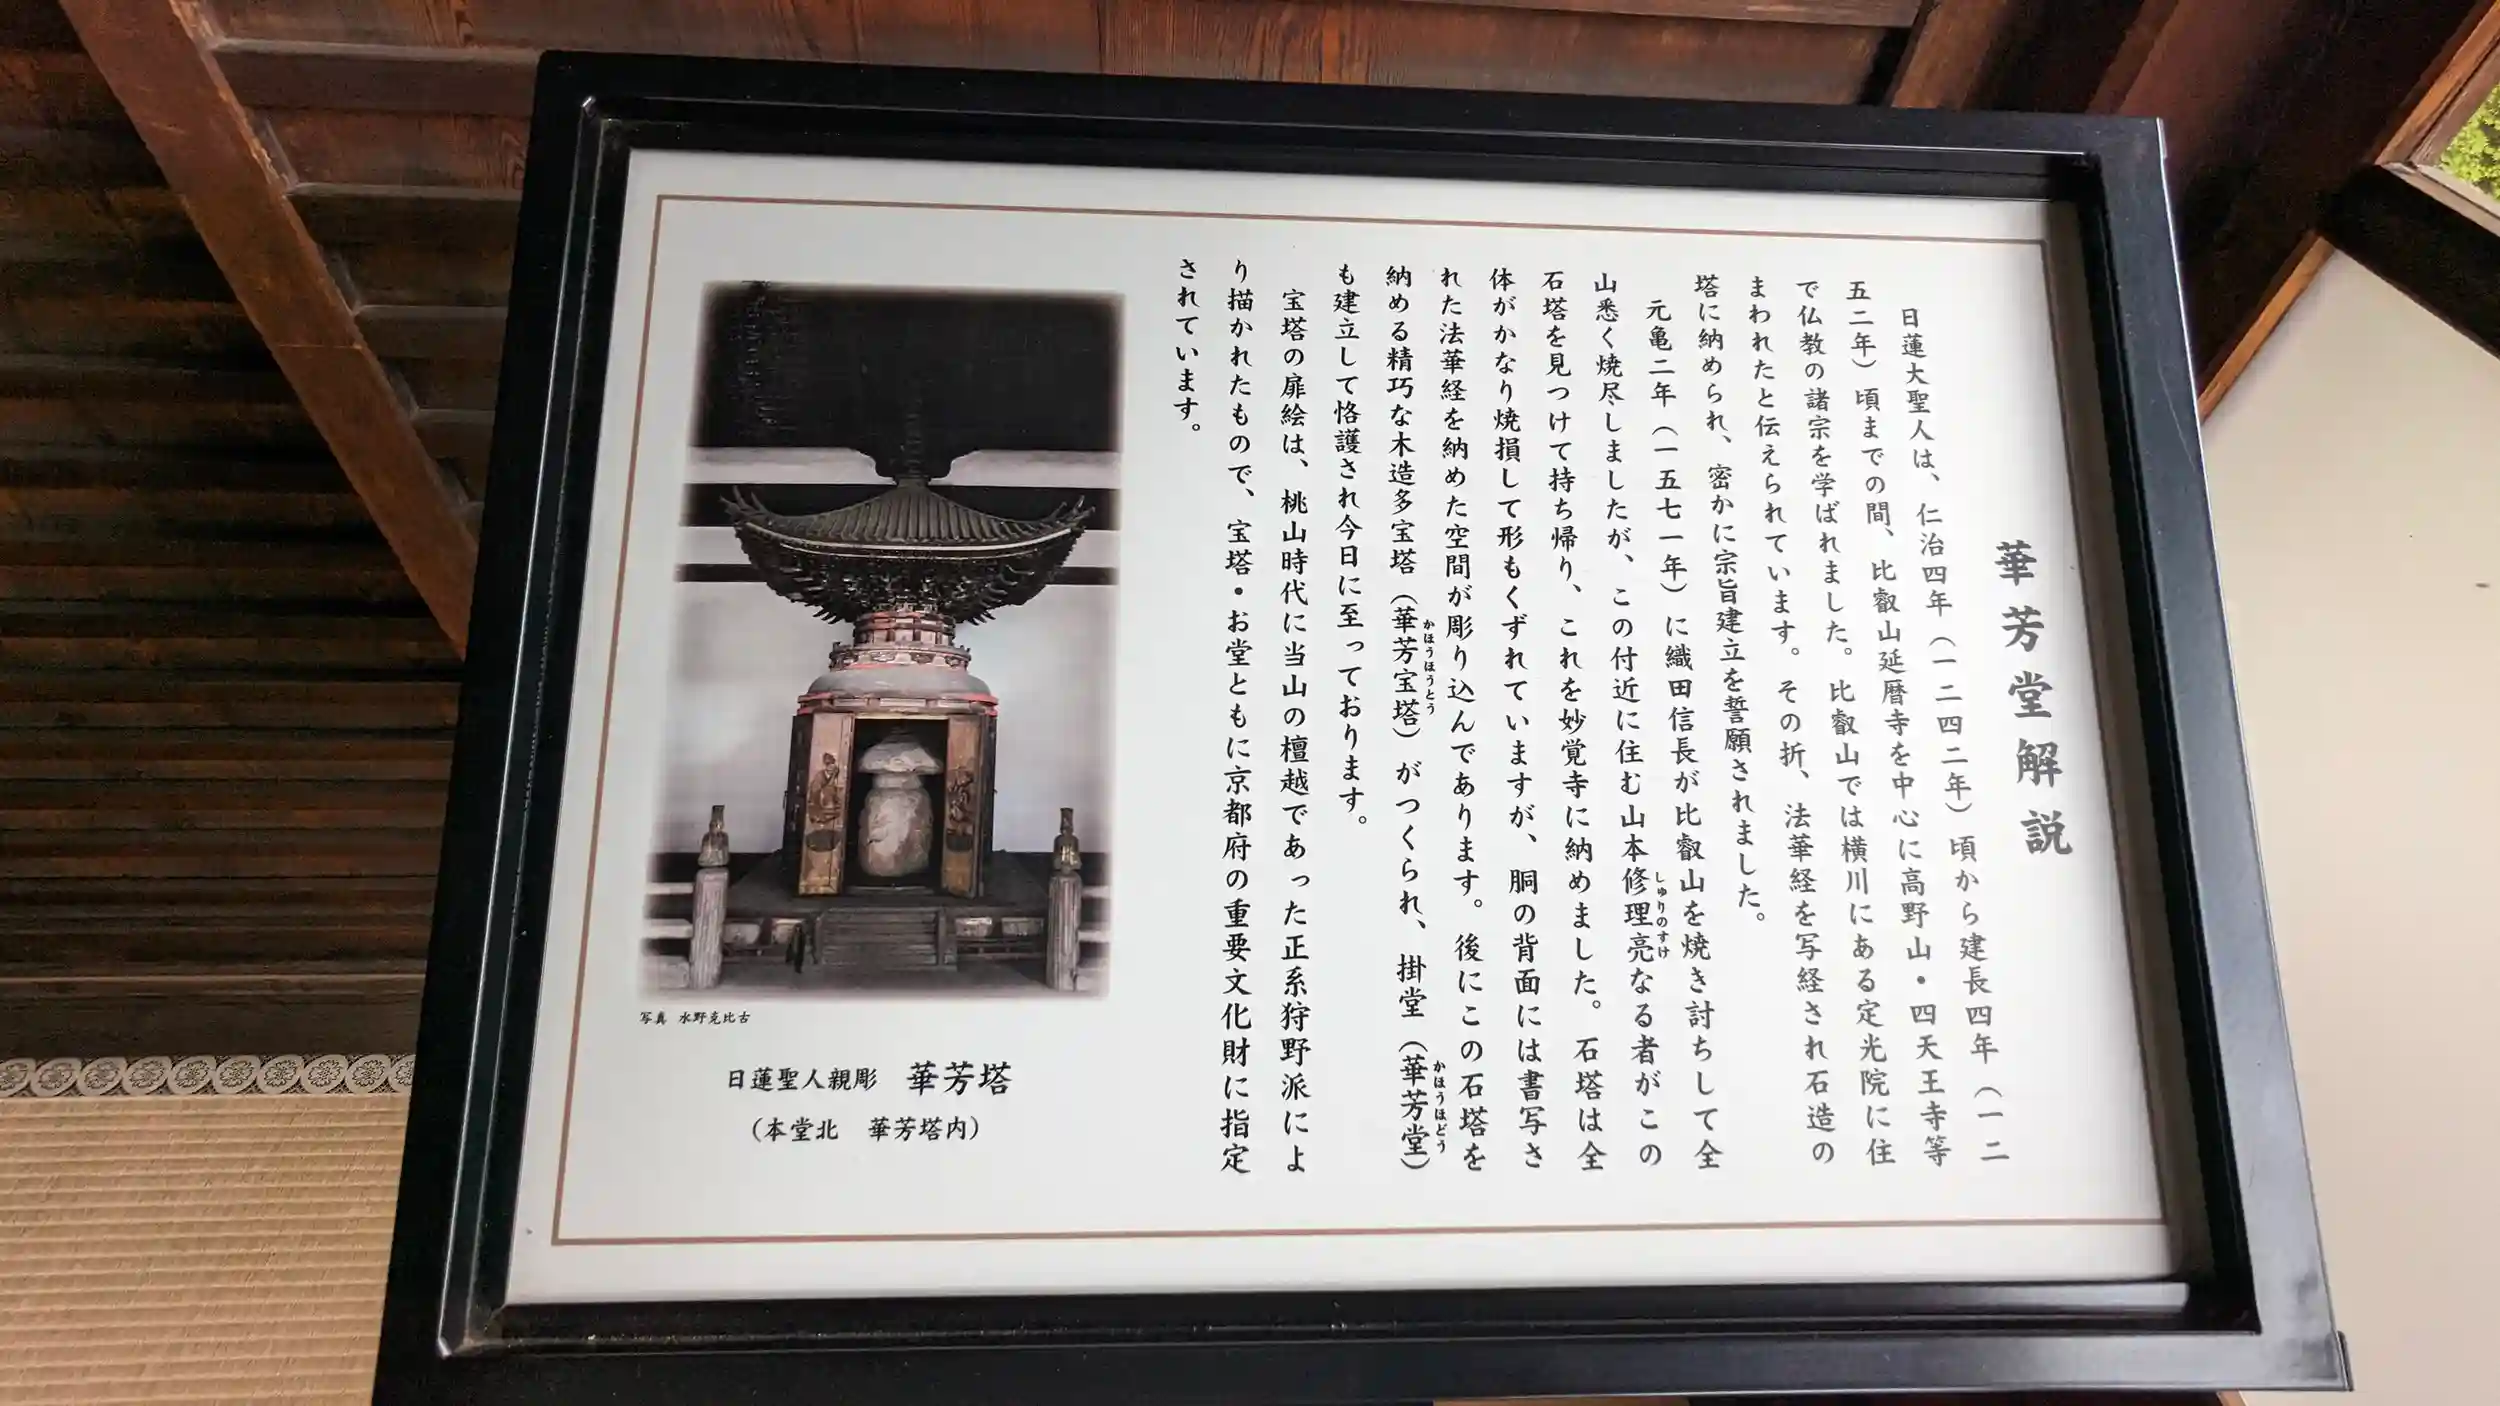 華芳堂解説
日蓮大聖人は、仁治四年（一二四二年）頃から建長四年（一二
五二年）頃までの間、比叡山延暦寺を中心に高野山・四天王寺等
で仏教の諸宗を学ばれました。比叡山では横川にある定光院に住
まわれたと伝えられています。その折、法華経を写経され石造の
塔に納められ、密かに宗旨建立を誓願されました。
元亀二年（一五七一年）に織田信長が比叡山を焼き討ちして全
山悉く焼尽しましたが、この付近に住む山本修理亮なる者がこの
しゅりのすけ
石塔を見つけて持ち帰り、これを妙覚寺に納めました。石塔は全
体がかなり焼損して形もくずれていますが、胴の背面には書写さ
れた法華経を納めた空間が彫り込んであります。後にこの石塔を
納める精巧な木造多宝塔（華芳宝塔）がつくられ、掛堂（華芳堂）
かほうほうとう
かほうほどう
も建立して恪護され今日に至っております。
宝塔の扉絵は、桃山時代に当山の檀越であった正系狩野派によ
り描かれたもので、宝塔・お堂ともに京都府の重要文化財に指定
されています。
写真 水野克比古
日蓮聖人親彫 華芳塔
（本堂北 華芳塔内）